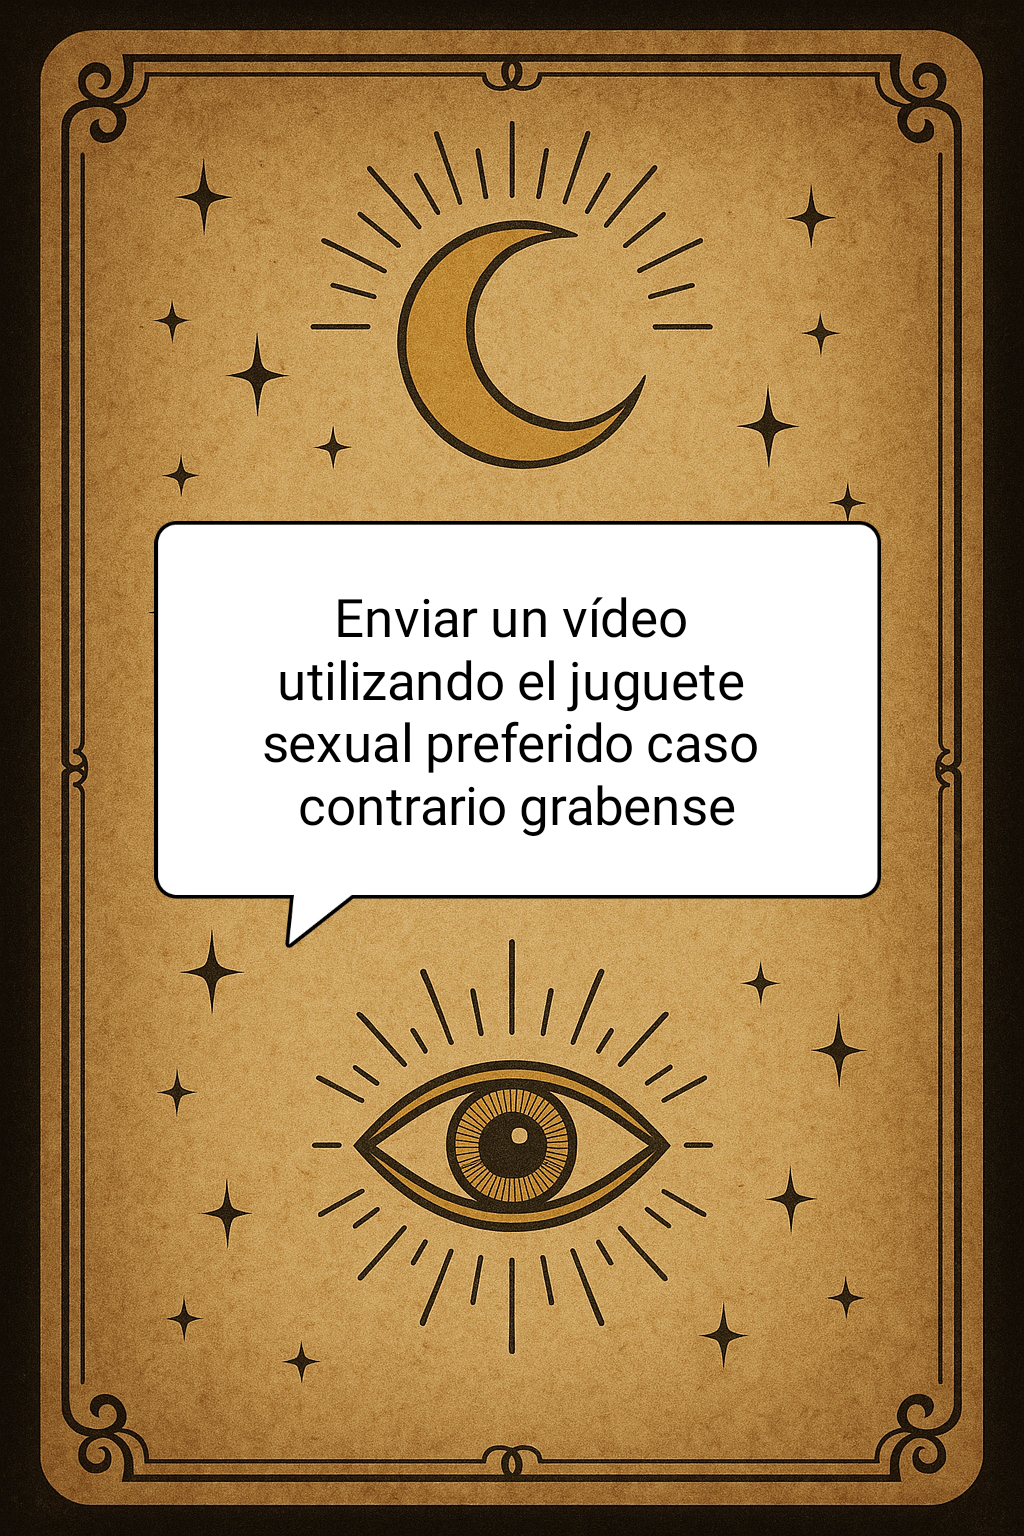 Enviar un vídeo
utilizando el juguete
sexual preferido caso
contrario grabense